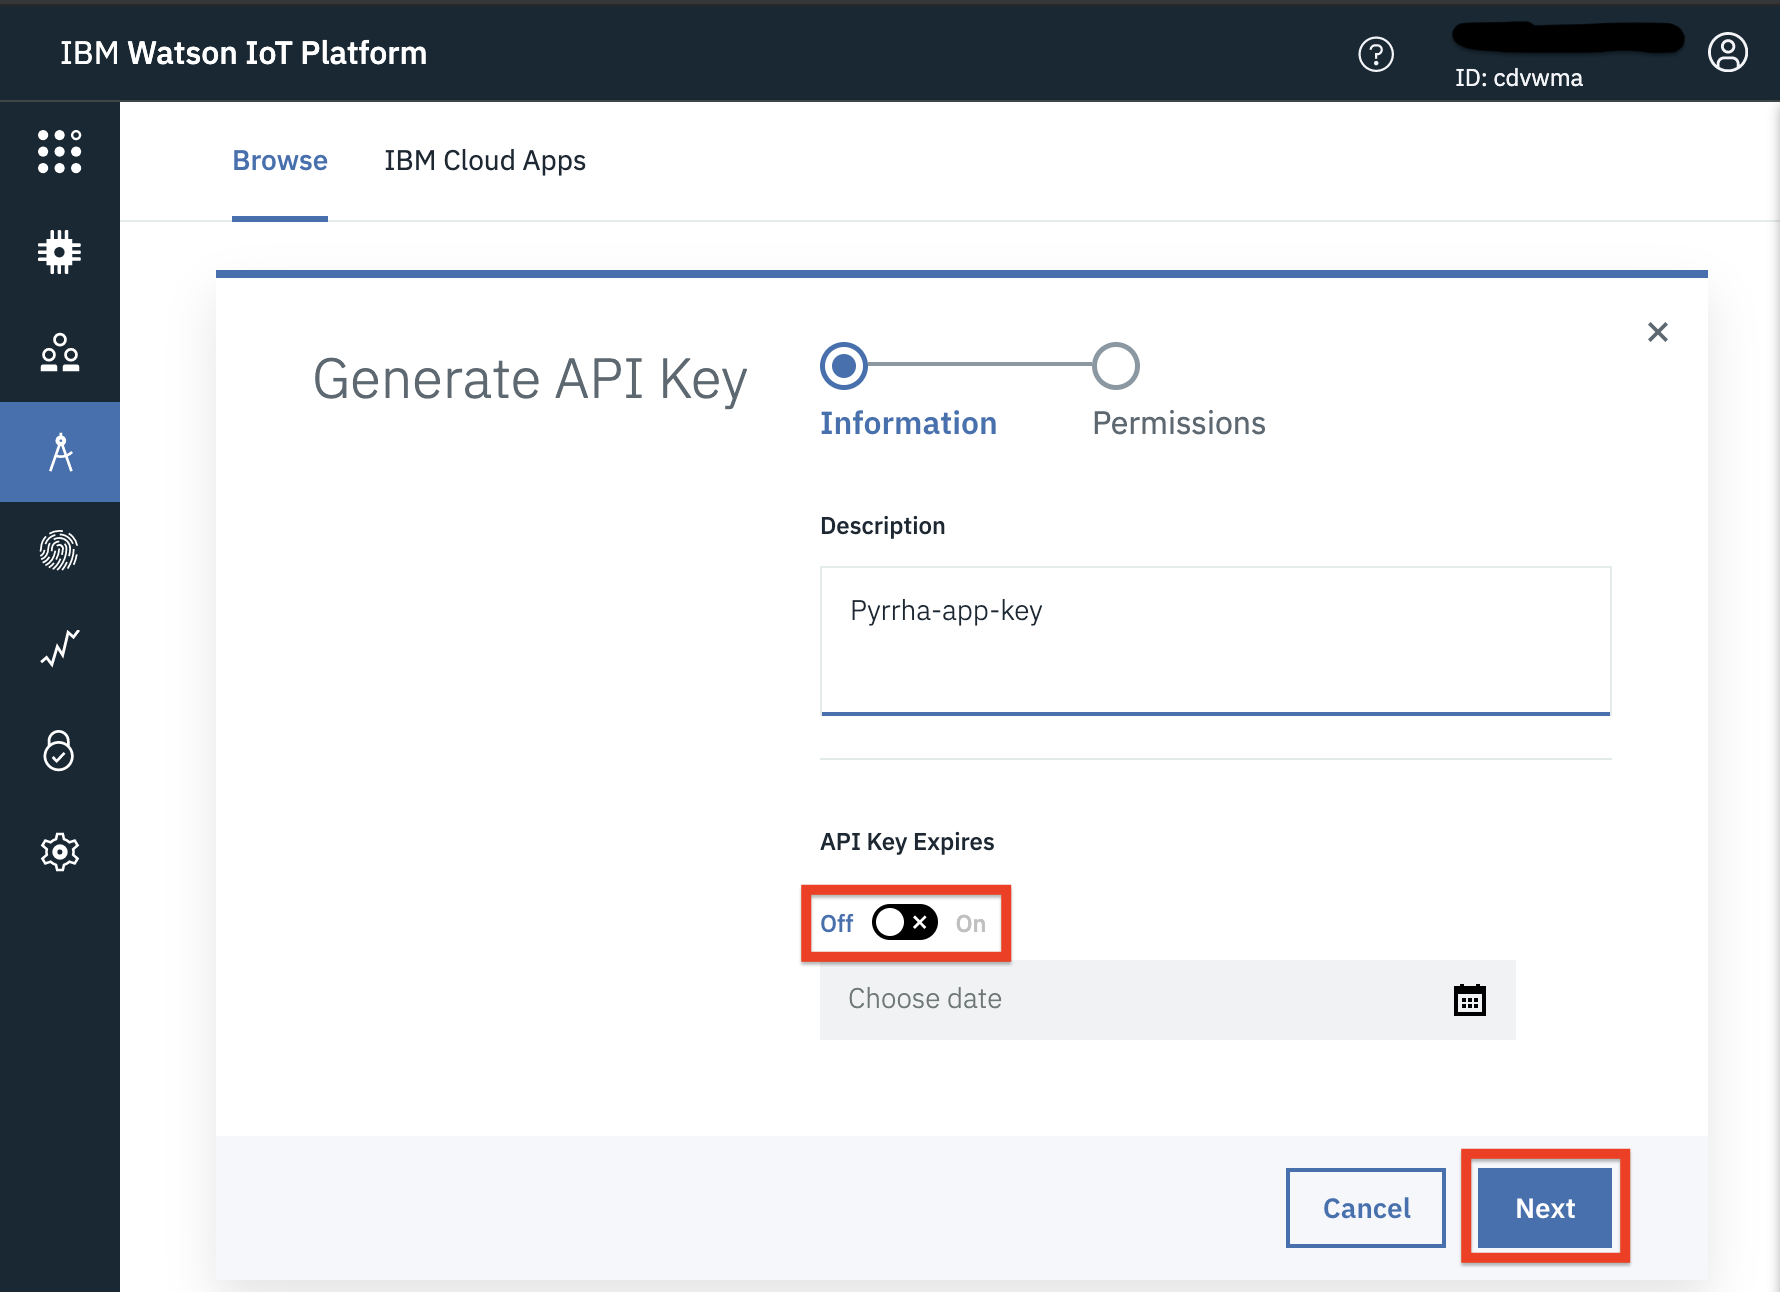 IBM Watson IoT Platform
?
ID: cdvwma
Browse
IBM Cloud Apps
Generate API Key
Information
Permissions
Description
Pyrrha-app-key
API Key Expires
Off
On
Choose date
Cancel
Next